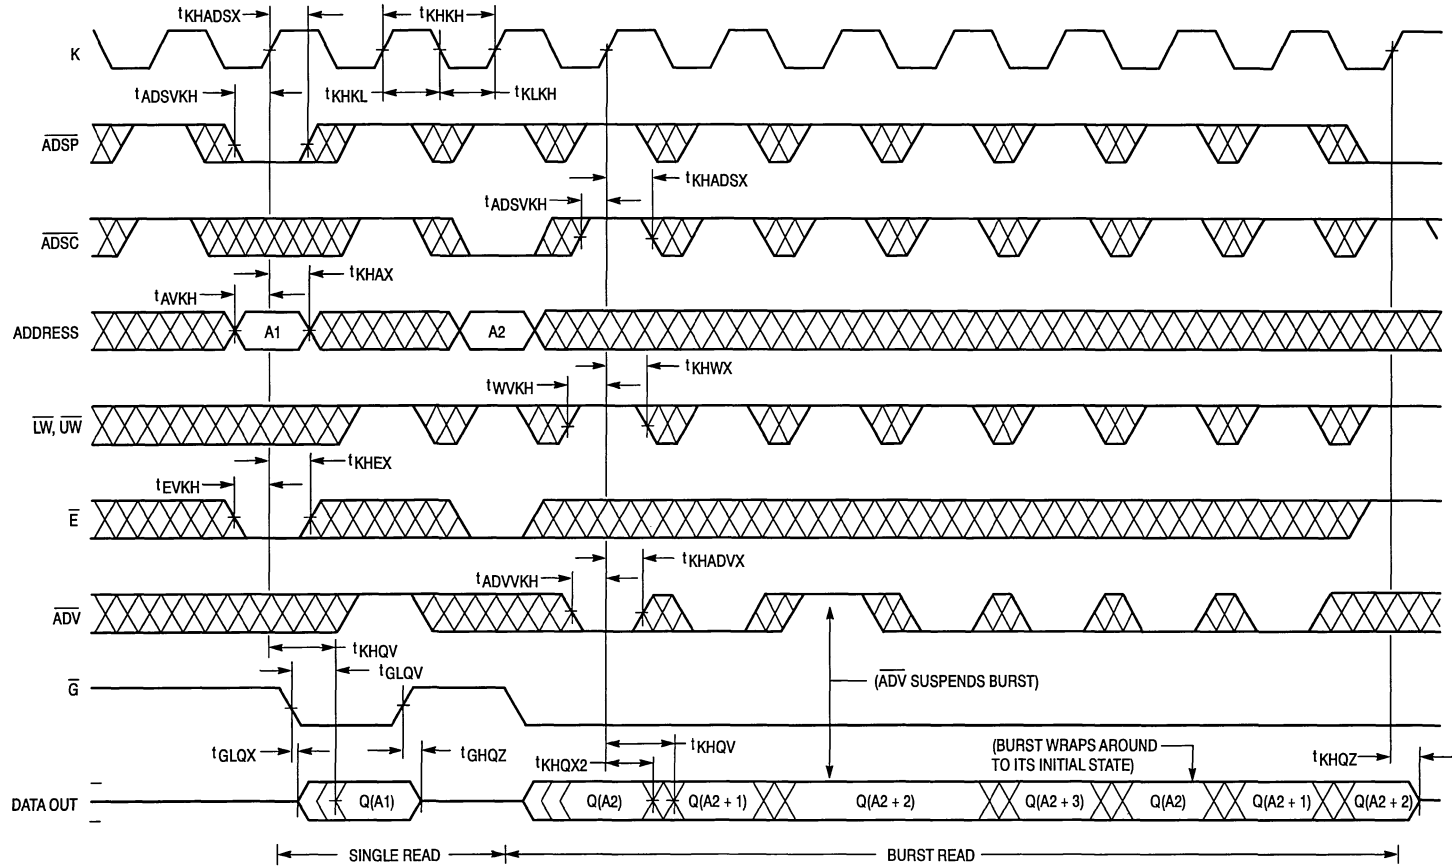 tKHADSX
tKHKH
K
tADSVKH
tKHKL
tKLKH
ADSP
tKHADSX
tADSVKH
ADSC
tKHAX
tAVKH
ADDRESS
A1
A2
tKHWX
tWVKH
LW, UW
tKHEX
tEVKH
E
tKHADVX
tADVVKH
ADV
tKHQV
tGLQV
G
(ADV SUSPENDS BURST)
tGLQX
tGHQZ
tKHQV
tKHQX2
(BURST WRAPS AROUND
TO ITS INITIAL STATE)
tKHQZ
DATA OUT
Q(A1)
Q(A2)
Q(A2 + 1)
Q(A2 + 2)
Q(A2 + 3)
Q(A2)
Q(A2 + 1)
Q(A2 + 2)
SINGLE READ
BURST READ